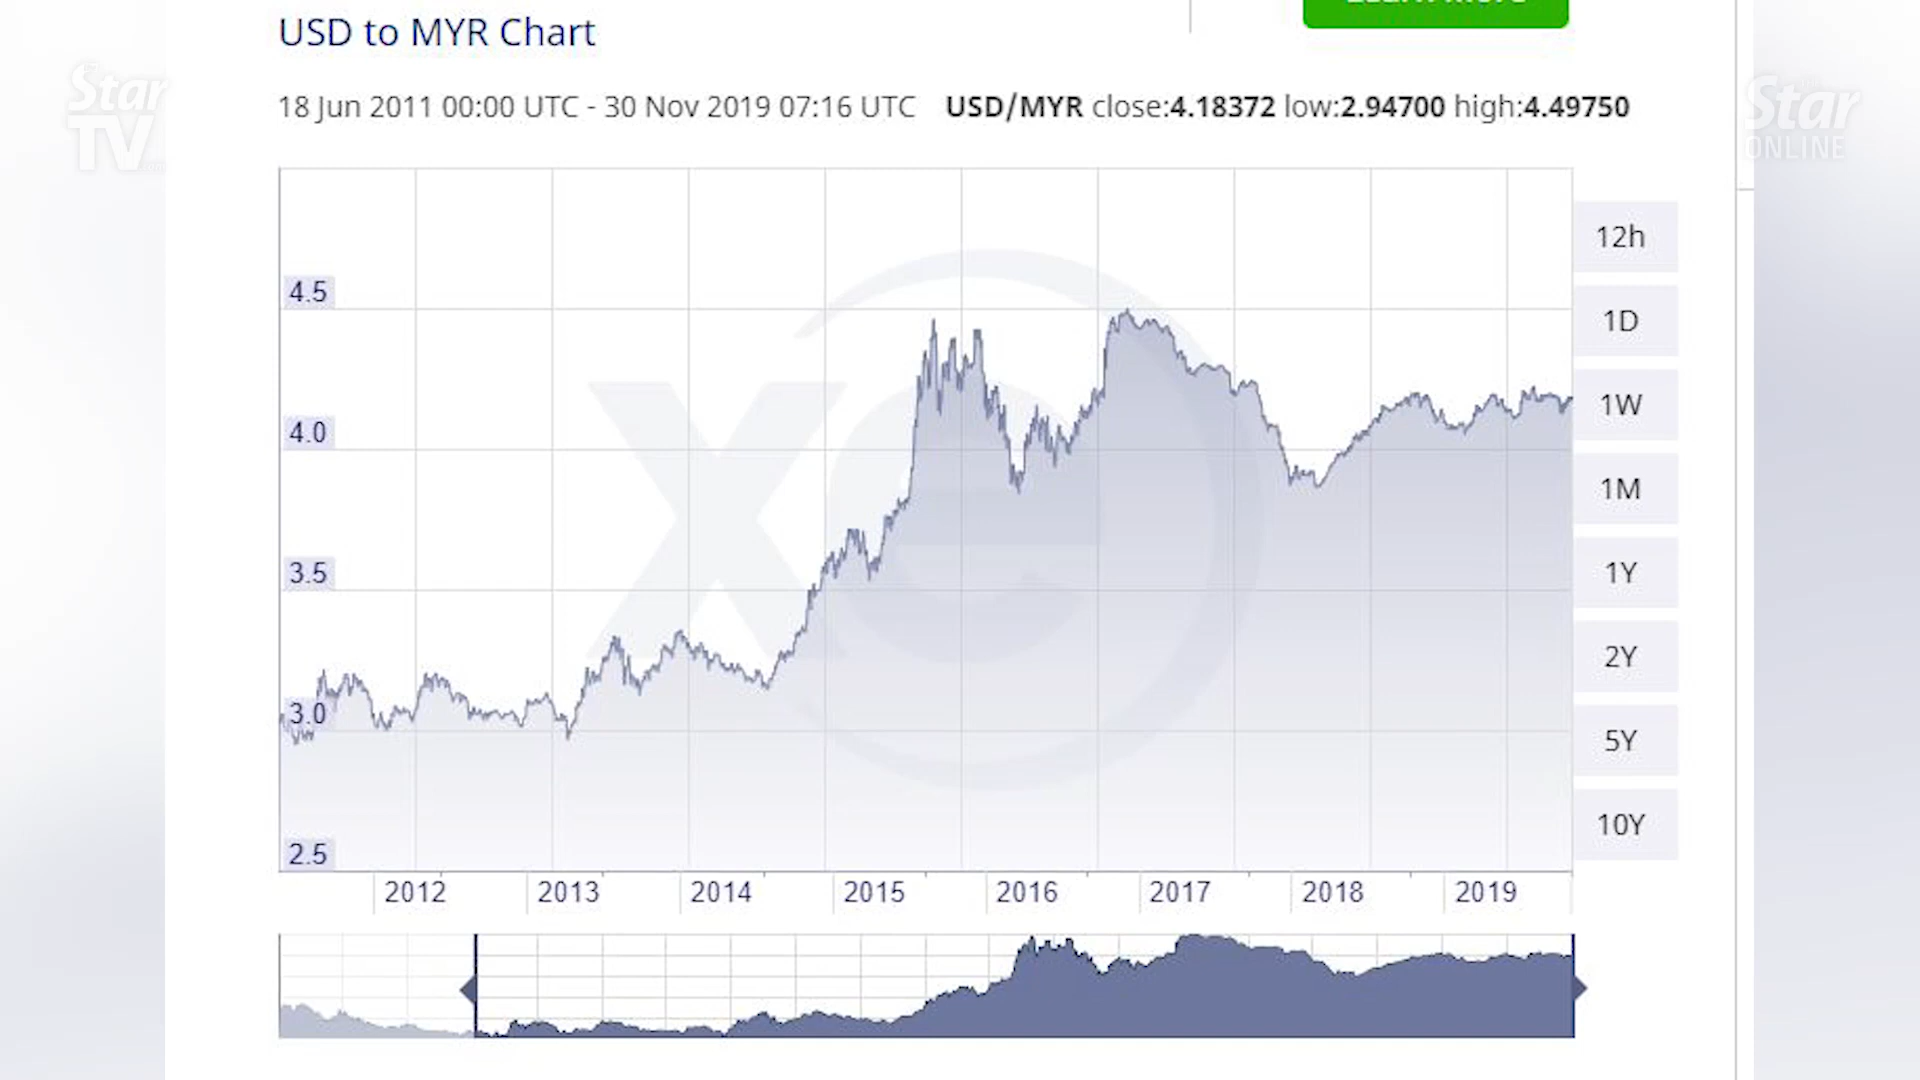 Learn more
USD to MYR Chart
Star
TV
Star
ONLINE
18 Jun 2011 00:00 UTC - 30 Nov 2019 07:16 UTC USD/MYR close:4.18372 low:2.94700 high:4.49750
4.5
4.0
3.5
3.0
2.5
2012 2013 2014 2015 2016 2017 2018 2019
12h
1D
1W
1M
1Y
2Y
5Y
10Y
xe